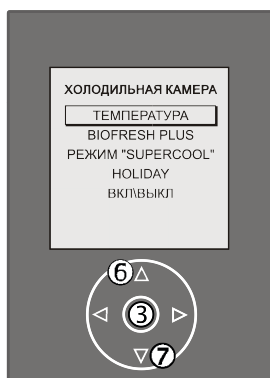 ХОЛОДИЛЬНАЯ КАМЕРА
ТЕМПЕРАТУРА
BIOFRESH PLUS
РЕЖИМ "SUPERCOOL"
HOLIDAY
ВКЛ\ВЫКЛ
6
3
7